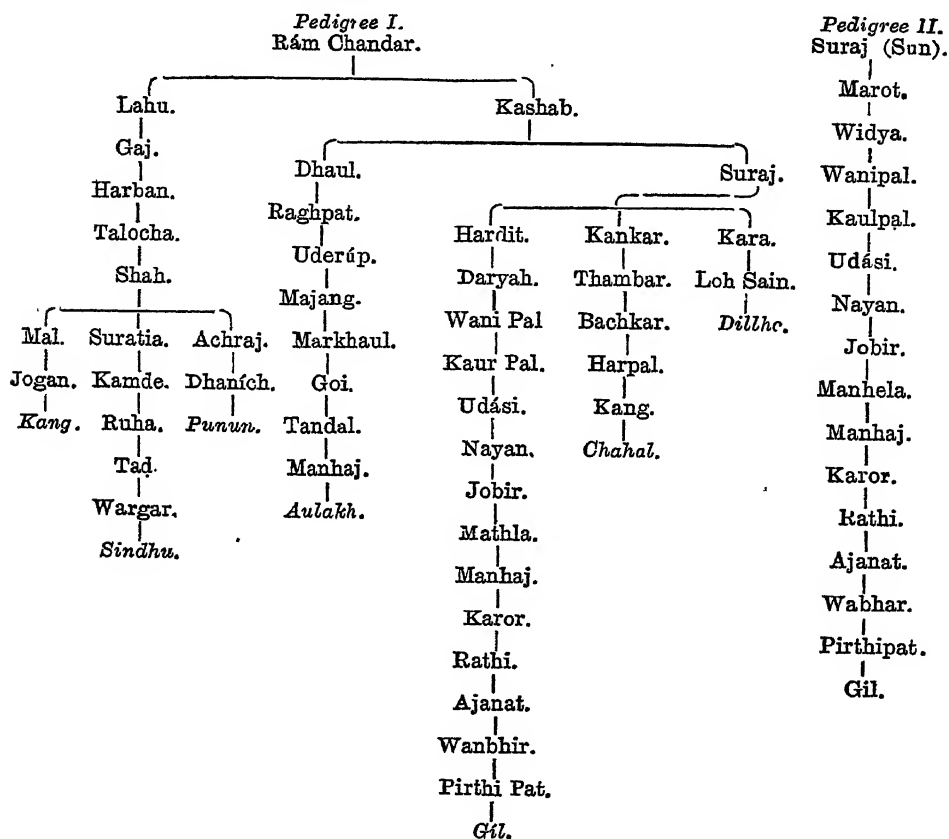 Pedigree I.
Rám Chandar.
Lahu. Kashab.
Gaj.
Harban.
Talocha.
Shah.
Mal. Suratia. Achraj.
Jogan. Kamde. Dhaních.
Kang. Ruha. Punun.
Tad.
Wargar.
Sindhu.
Dhaul. Suraj.
Raghpat.
Uderúp.
Majang.
Markhaul.
Goi.
Tandal.
Manhaj.
Aulakh.
Hardit. Kankar. Kara.
Daryah. Thambar. Loh Sain.
Wani Pal Bachkar. Dillho.
Kaur Pal. Harpal.
Udási. Kang.
Nayan. Chahal.
Jobir.
Mathla.
Manhaj.
Karor.
Rathi.
Ajanat.
Wanbhir.
Pirthi Pat.
Gil.
Pedigree II.
Suraj (Sun).
Marot.
Widya.
Wanipal.
Kaulpal.
Udási.
Nayan.
Jobir.
Manhela.
Manhaj.
Karor.
Rathi.
Ajanat.
Wabhar.
Pirthipat.
Gil.